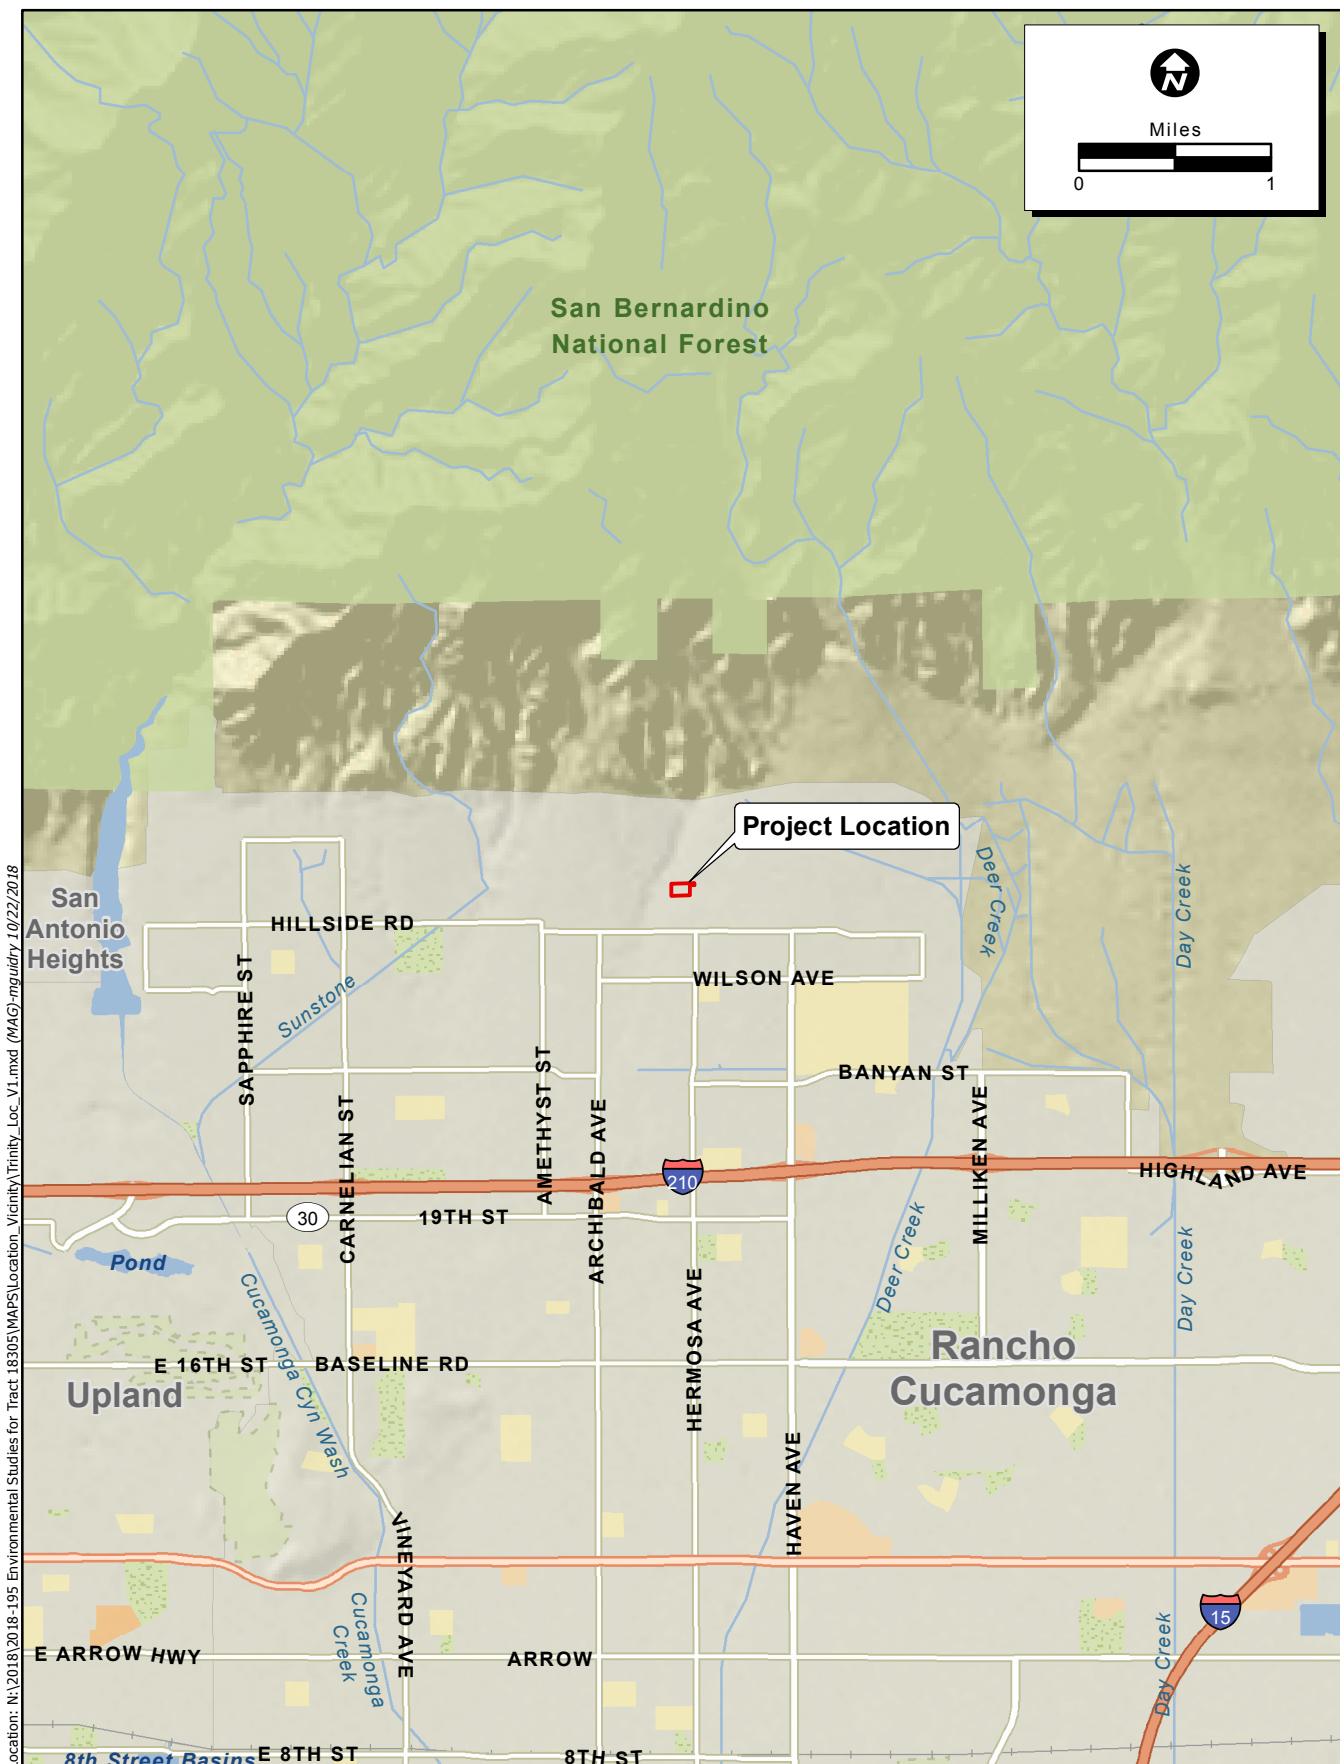 N
Miles
0 1
San Bernardino
National Forest
Project Location
Deer Creek
Day Creek
San
Antonio
Heights
HILLSIDE RD
SAPPHIRE ST
Sunstone
WILSON AVE
BANYAN ST
AMETHYST ST
CARNELIAN ST
ARCHIBALD AVE
MILLIKEN AVE
210
HIGHLAND AVE
30
19TH ST
Pond
Cucamonga Cyn Wash
HERMOSA AVE
Deer Creek
Day Creek
E 16TH ST
BASELINE RD
Rancho
Cucamonga
Upland
HAVEN AVE
VINEYARD AVE
15
Cucamonga
Creek
E ARROW HWY
ARROW
Day Creek
8th Street Basins
E 8TH ST
8TH ST
ocation: N:\2018\2018-195 Environmental Studies for Tract 18305\MAPS\Location_Vicinity\Trinity_Loc_V1.mxd (MAG)-mguidry 10/22/2018